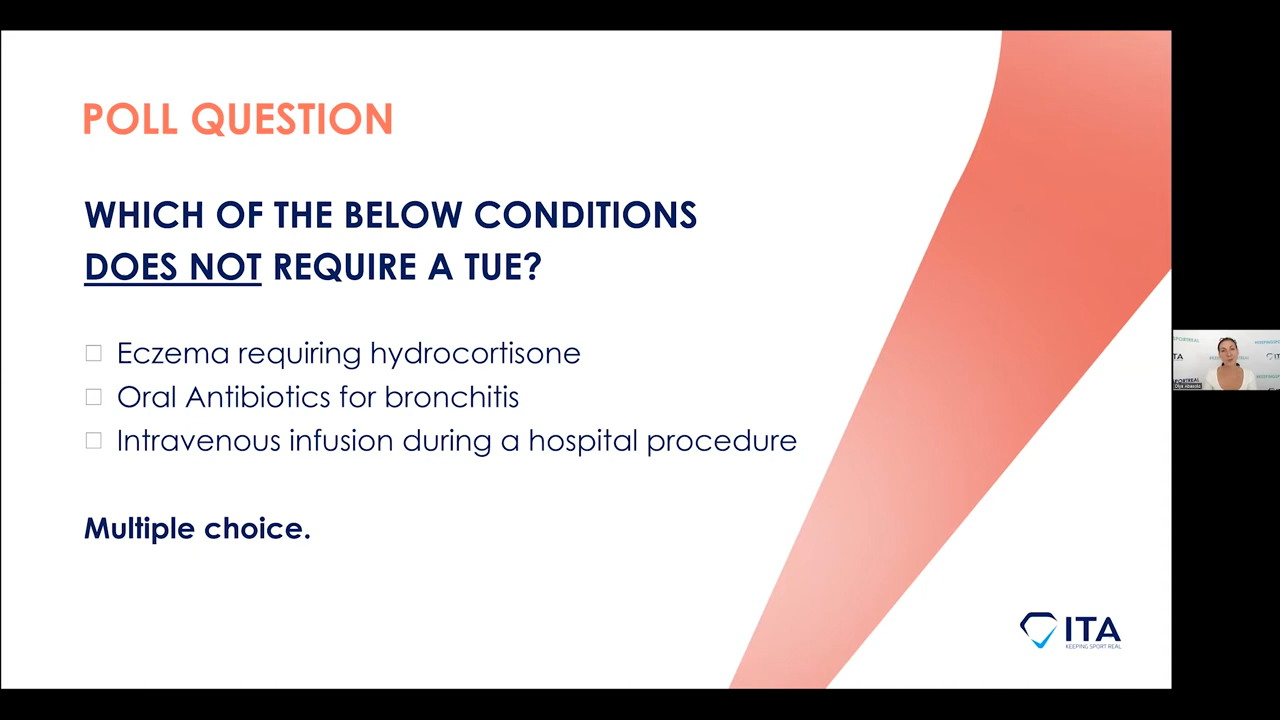 POLL QUESTION
WHICH OF THE BELOW CONDITIONS
DOES NOT REQUIRE A TUE?
Eczema requiring hydrocortisone
Oral Antibiotics for bronchitis
Intravenous infusion during a hospital procedure
Multiple choice.
ITA
KEEPING SPORT REAL